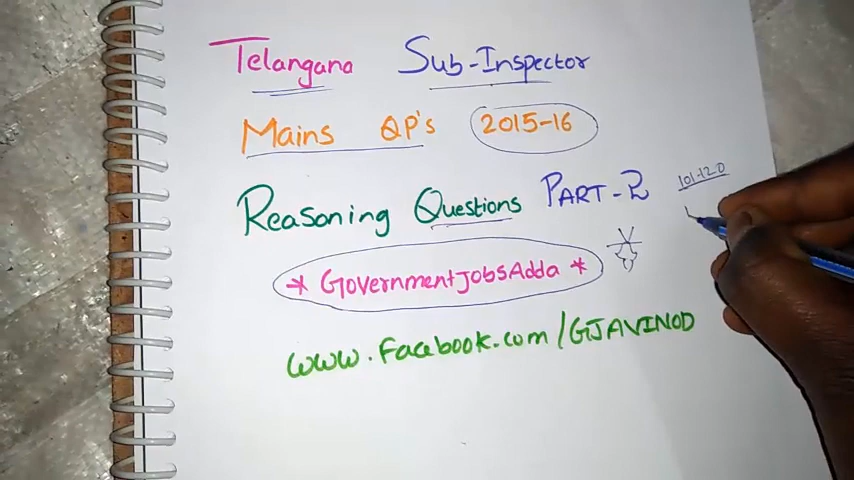 Telangana Sub-Inspector
Mains QP's 2015-16
Reasoning Questions PART-2
101-120
* GovernmentJobsAdda *
www.facebook.com/GJAVINOD